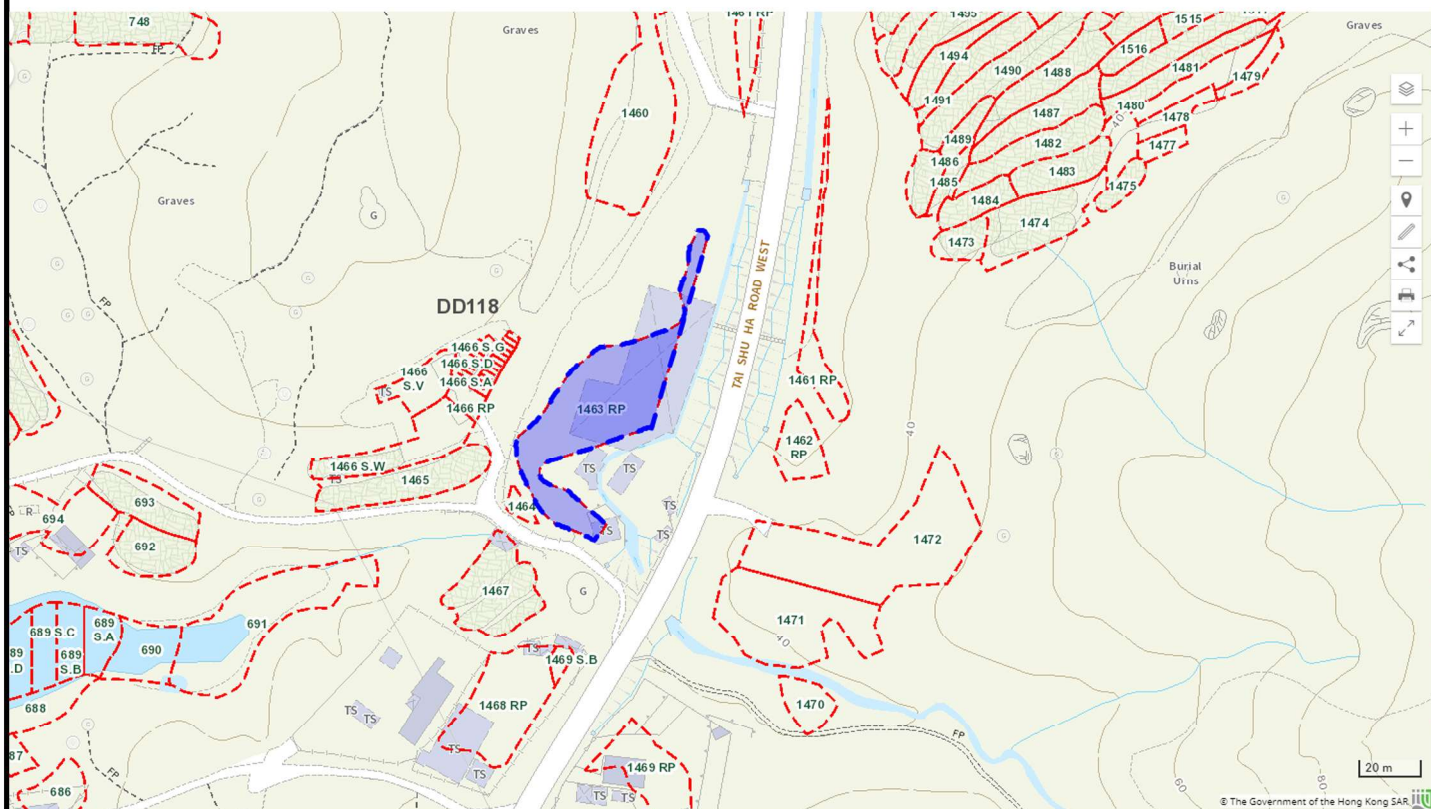 748
FP
Graves
1461 RP
1460
1495
1494
1490
1488
1491
1487
1489
1482
1486
1485
1483
1484
1474
1473
1515
1516
1481
1479
1480
1478
1477
1475
40
Graves
Graves
G
G
G
G
G
G
G
DD118
FP
1466 S.G
1466 S.D
1466 S.A
1466
S.V
TS
1466 RP
1463 RP
TAI SHU HA ROAD WEST
1461 RP
1462
RP
Burial
Urns
40
1466 S.W
TS
1465
1464
TS
TS
TS
TS
TS
693
692
694
R
TS
1467
G
G
1472
G
1471
40
1470
FP
689 S.C
689
S.A
689
S.B
690
691
688
686
FP
TS
TS
TS
1469 S.B
1468 RP
TS
TS
1469 RP
TS
TS
60
80
20 m
© The Government of the Hong Kong SAR